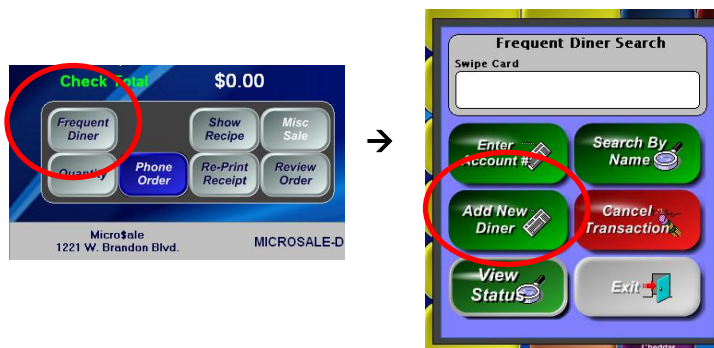 Check Total $0.00
Frequent
Diner
Show
Recipe
Misc
Sale
Quantity
Phone
Order
Re-Print
Receipt
Review
Order
Micro$ale
1221 W. Brandon Blvd.
MICROSALE-D
→
Frequent Diner Search
Swipe Card
Enter
Account #
Search By
Name
Add New
Diner
Cancel
Transaction
View
Status
Exit
Cheddar